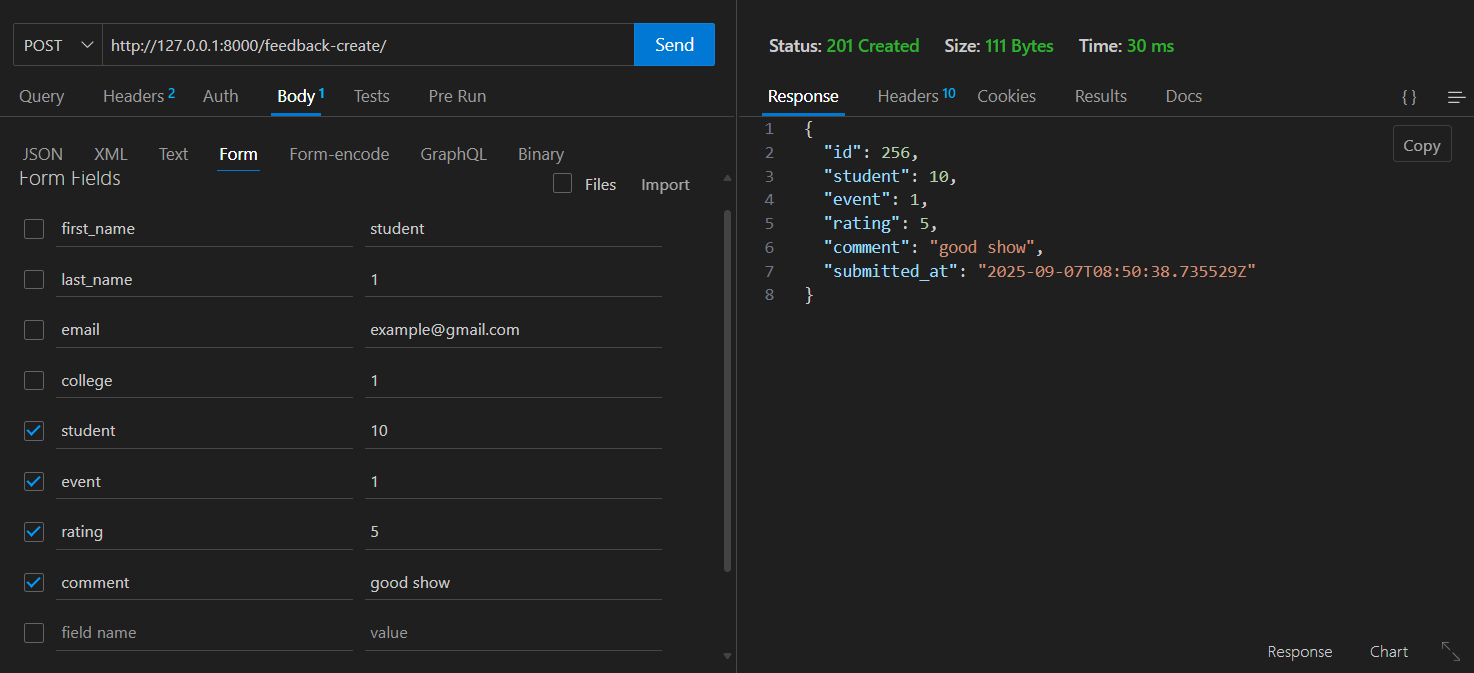 POST http://127.0.0.1:8000/feedback-create/ Send
Query Headers 2 Auth Body 1 Tests Pre Run
JSON XML Text Form Form-encode GraphQL Binary
Form Fields Files Import
first_name student
last_name 1
email example@gmail.com
college 1
student 10
event 1
rating 5
comment good show
field name value
Status: 201 Created Size: 111 Bytes Time: 30 ms
Response Headers 10 Cookies Results Docs { }
Copy
1 {
2 "id": 256,
3 "student": 10,
4 "event": 1,
5 "rating": 5,
6 "comment": "good show",
7 "submitted_at": "2025-09-07T08:50:38.735529Z"
8 }
Response Chart